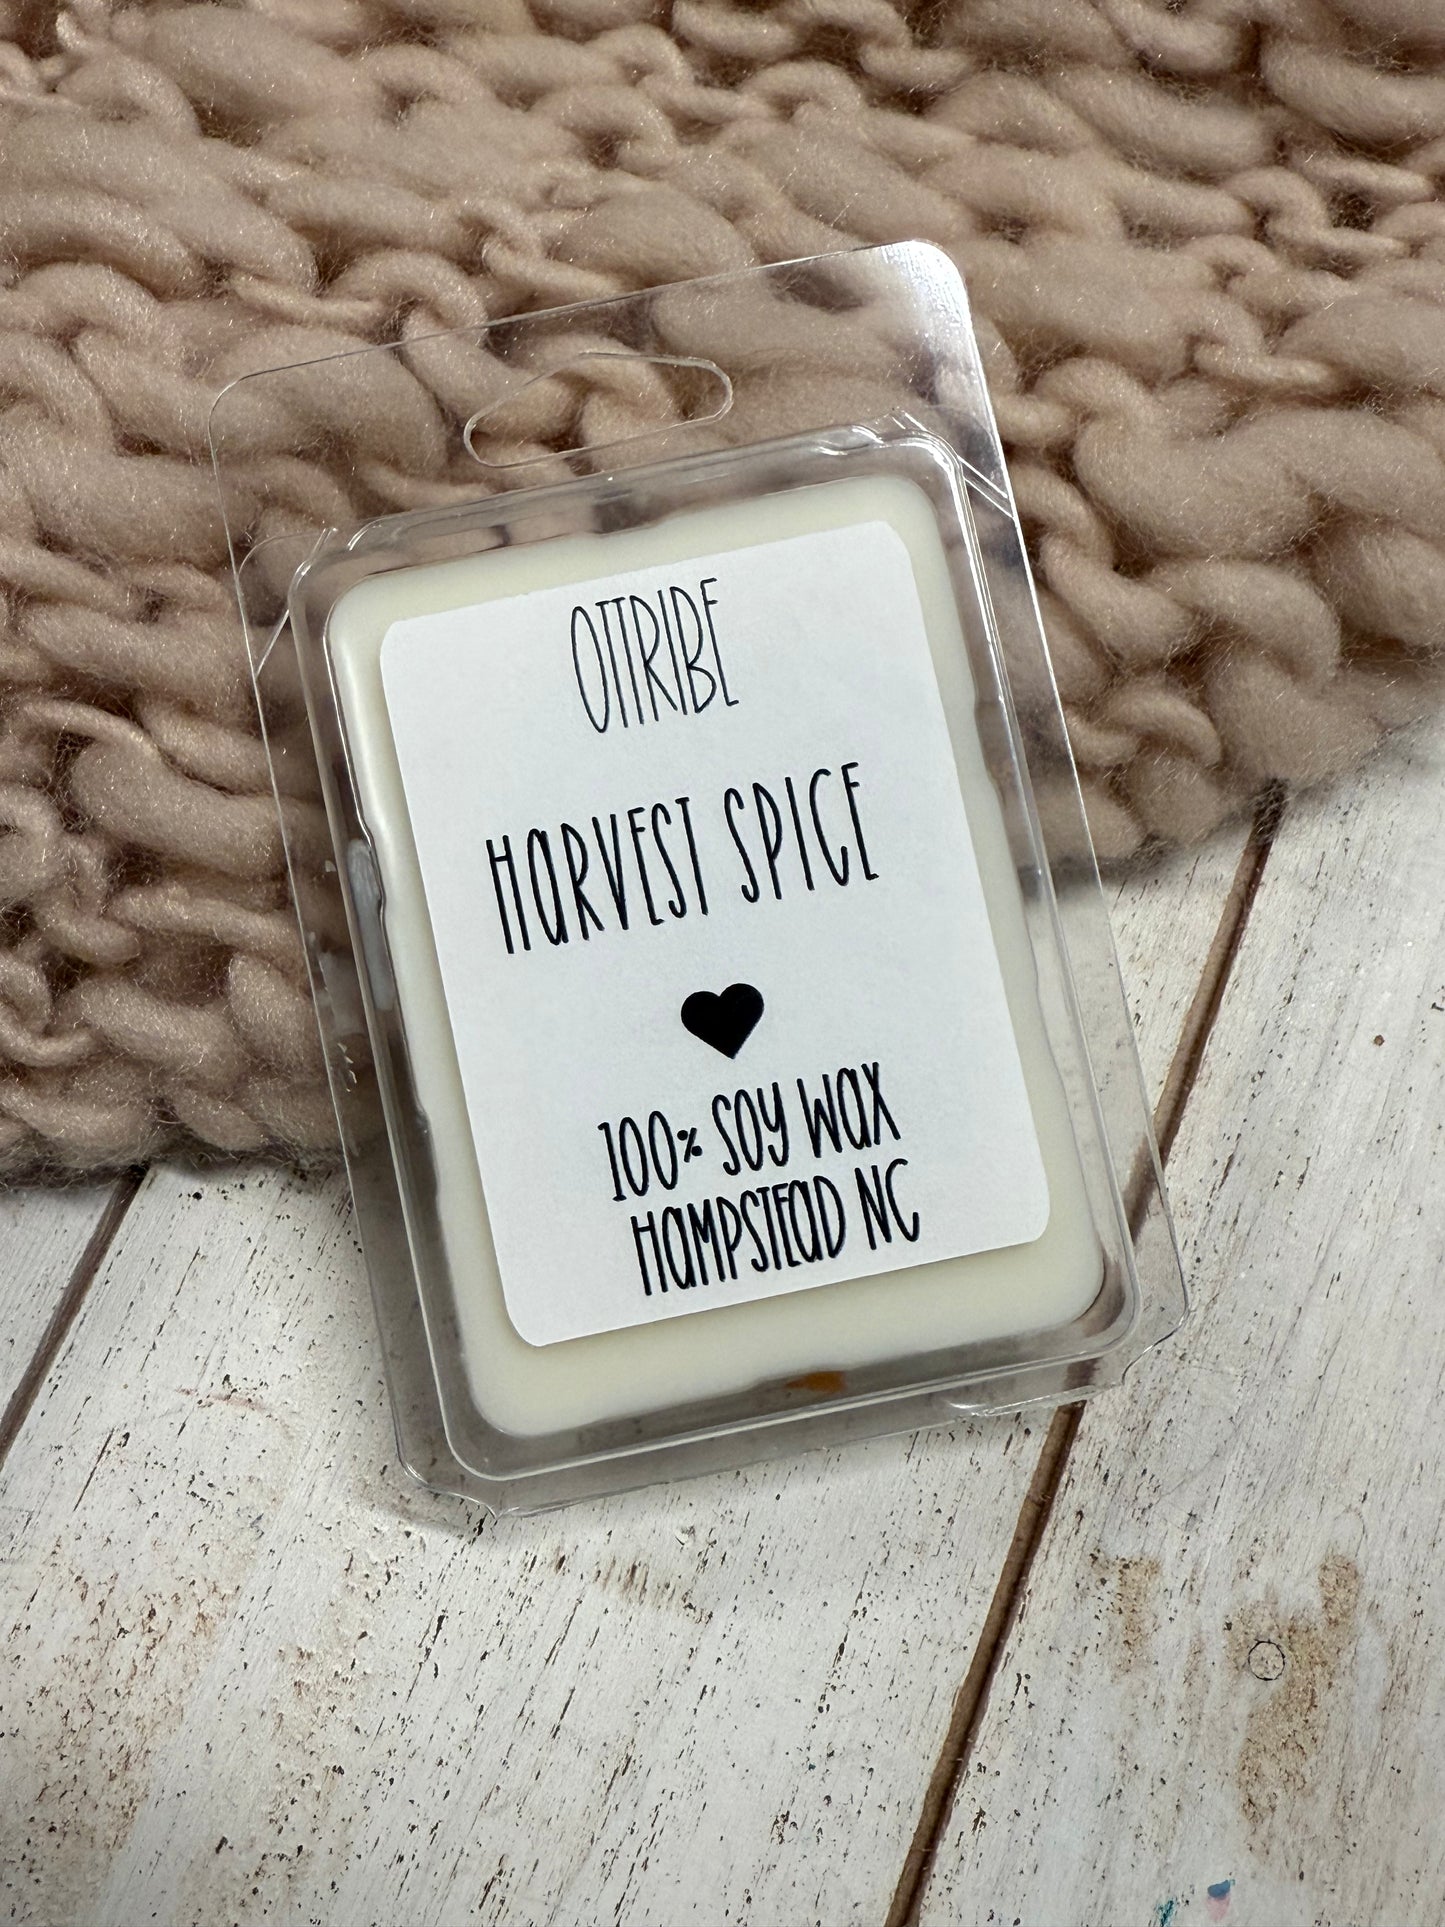 OTTRIBE
HARVEST SPICE
100% SOY WAX
HAMPSTEAD NC